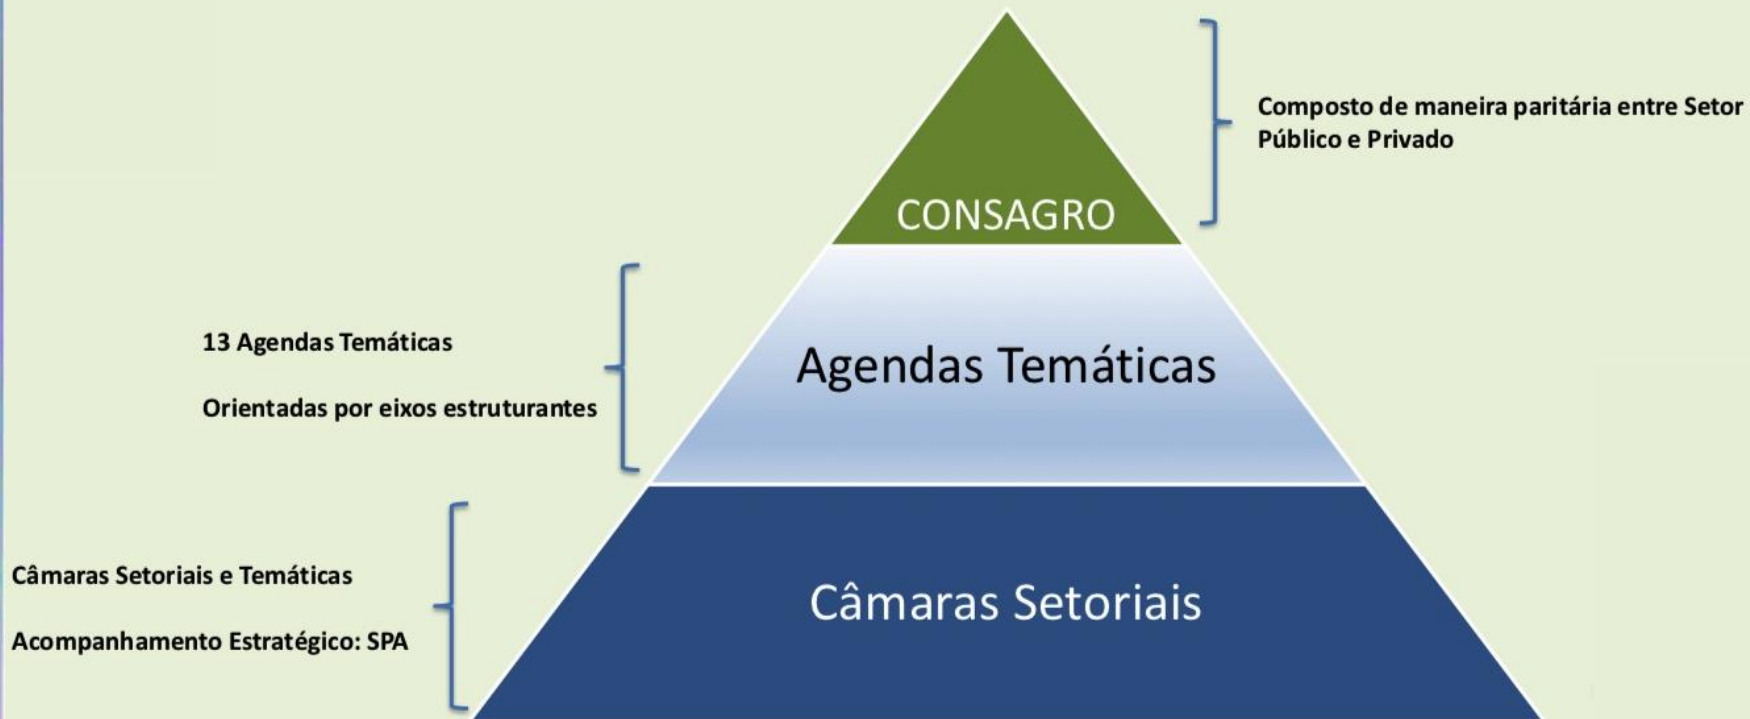 Composto de maneira paritária entre Setor
Público e Privado
CONSAGRO
13 Agendas Temáticas
Orientadas por eixos estruturantes
Agendas Temáticas
Câmaras Setoriais e Temáticas
Acompanhamento Estratégico: SPA
Câmaras Setoriais